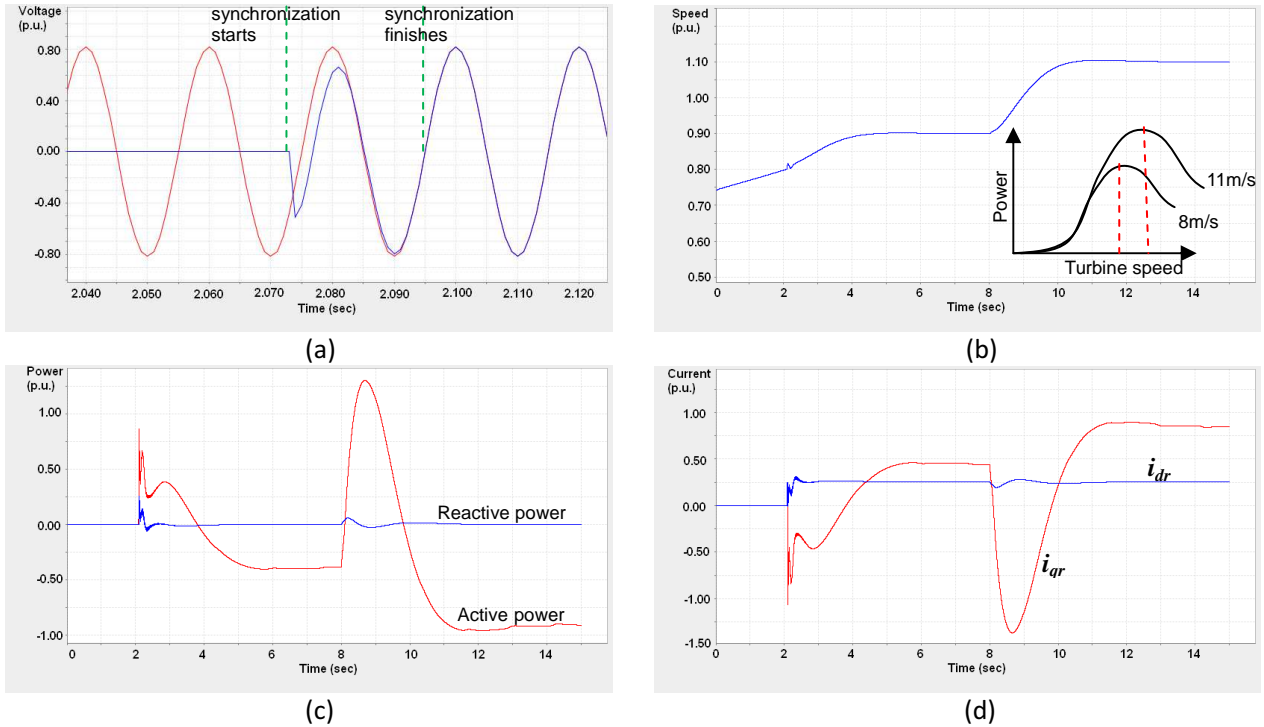 Voltage
(p.u.)
synchronization
starts
synchronization
finishes
0.80
0.40
0.00
-0.40
-0.80
2.040 2.050 2.060 2.070 2.080 2.090 2.100 2.110 2.120
Time (sec)
(a)
Speed
(p.u.)
1.10
0.90
0.80
0.70
0.60
0.50
Power
11m/s
8m/s
Turbine speed
0 2 4 6 8 10 12 14
Time (sec)
(b)
Power
(p.u.)
1.00
0.50
0.00
-0.50
-1.00
Reactive power
Active power
0 2 4 6 8 10 12 14
Time (sec)
(c)
Current
(p.u.)
1.00
0.50
0.00
-0.50
-1.00
-1.50
idr
iqr
0 2 4 6 8 10 12 14
Time (sec)
(d)